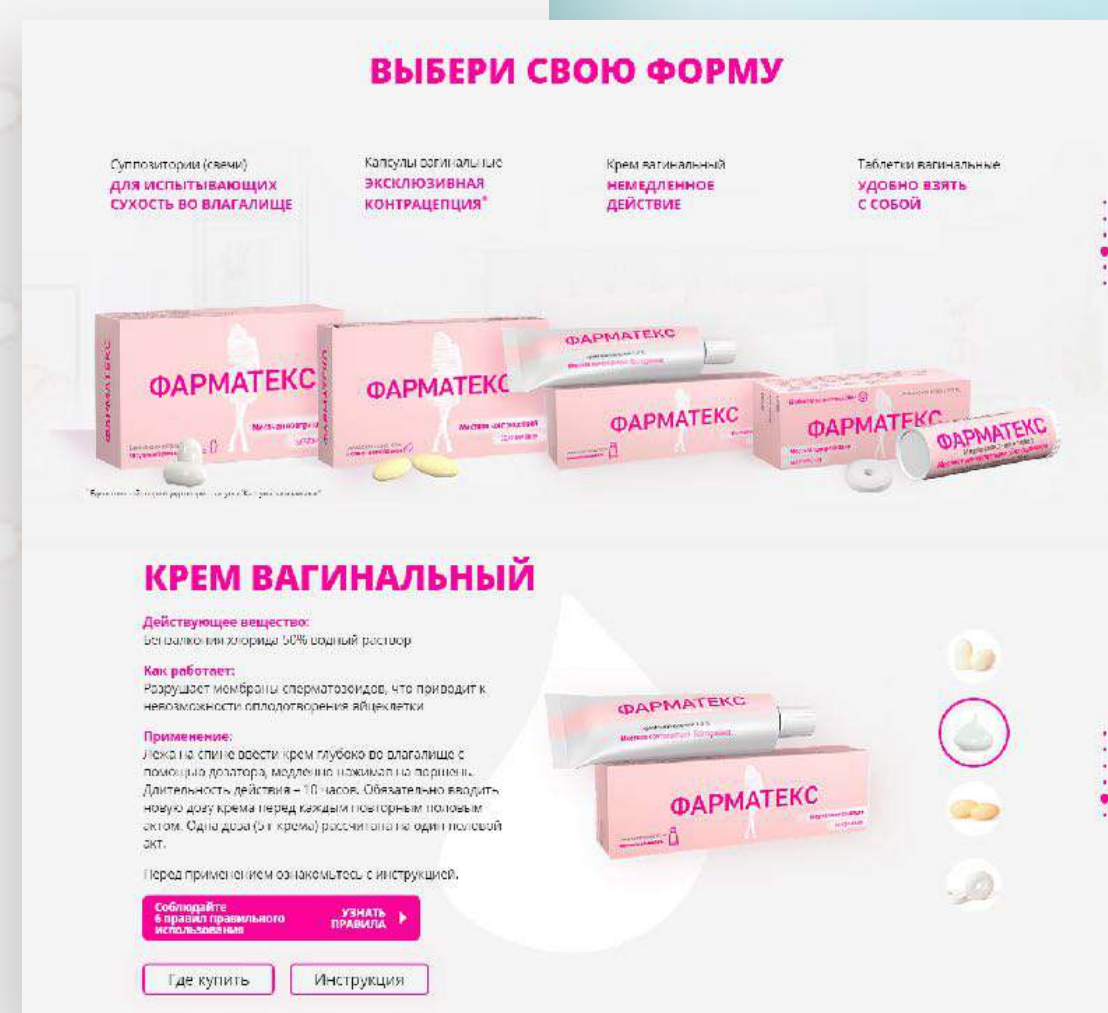 ВЫБЕРИ СВОЮ ФОРМУ
Суппозитории (свечи)
ДЛЯ ИСПЫТЫВАЮЩИХ
СУХОСТЬ ВО ВЛАГАЛИЩЕ
Капсулы вагинальные
ЭКСКЛЮЗИВНАЯ
КОНТРАЦЕПЦИЯ*
Крем вагинальный
НЕМЕДЛЕННОЕ
ДЕЙСТВИЕ
Таблетки вагинальные
УДОБНО ВЗЯТЬ
С СОБОЙ
ФАРМАТЕКС
ФАРМАТЕКС
ФАРМАТЕКС
ФАРМАТЕКС
ФАРМАТЕКС
ФАРМАТЕКС
ФАРМАТЕКС
ФАРМАТЕКС
КРЕМ ВАГИНАЛЬНЫЙ
Действующее вещество:
Бензалкония хлорида 50% водный раствор
Как работает:
Разрушает мембраны сперматозоидов, что приводит к
невозможности оплодотворения яйцеклетки
Применение:
Лежа на спине ввести крем глубоко во влагалище с
помощью дозатора, медленно нажимая на поршень.
Длительность действия – 10 часов. Обязательно вводить
новую дозу крема перед каждым повторным половым
актом. Одна доза (5 г крема) рассчитана на один половой
акт.
Перед применением ознакомьтесь с инструкцией.
Соблюдайте
6 правил правильного
использования
УЗНАТЬ
ПРАВИЛА
Где купить
Инструкция
ФАРМАТЕКС
ФАРМАТЕКС